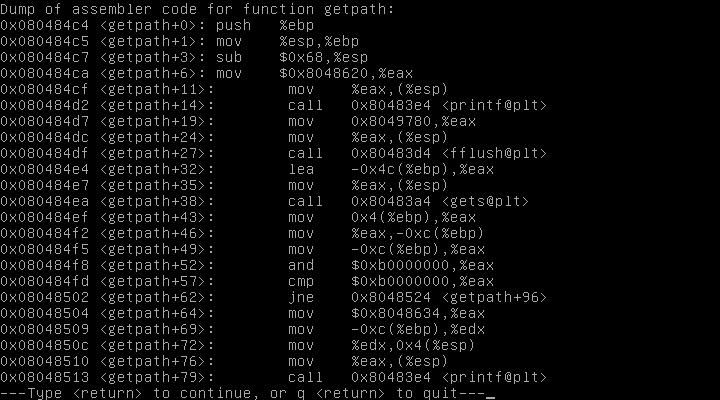 Dump of assembler code for function getpath:
0x080484c4 <getpath+0>: push   %ebp
0x080484c5 <getpath+1>: mov    %esp,%ebp
0x080484c7 <getpath+3>: sub    $0x68,%esp
0x080484ca <getpath+6>: mov    $0x8048620,%eax
0x080484cf <getpath+11>:        mov    %eax,(%esp)
0x080484d2 <getpath+14>:        call   0x80483e4 <printf@plt>
0x080484d7 <getpath+19>:        mov    0x8049780,%eax
0x080484dc <getpath+24>:        mov    %eax,(%esp)
0x080484df <getpath+27>:        call   0x80483d4 <fflush@plt>
0x080484e4 <getpath+32>:        lea    -0x4c(%ebp),%eax
0x080484e7 <getpath+35>:        mov    %eax,(%esp)
0x080484ea <getpath+38>:        call   0x80483a4 <gets@plt>
0x080484ef <getpath+43>:        mov    0x4(%ebp),%eax
0x080484f2 <getpath+46>:        mov    %eax,-0xc(%ebp)
0x080484f5 <getpath+49>:        mov    -0xc(%ebp),%eax
0x080484f8 <getpath+52>:        and    $0xb0000000,%eax
0x080484fd <getpath+57>:        cmp    $0xb0000000,%eax
0x08048502 <getpath+62>:        jne    0x8048524 <getpath+96>
0x08048504 <getpath+64>:        mov    $0x8048634,%eax
0x08048509 <getpath+69>:        mov    -0xc(%ebp),%edx
0x0804850c <getpath+72>:        mov    %edx,0x4(%esp)
0x08048510 <getpath+76>:        mov    %eax,(%esp)
0x08048513 <getpath+79>:        call   0x80483e4 <printf@plt>
---Type <return> to continue, or q <return> to quit---